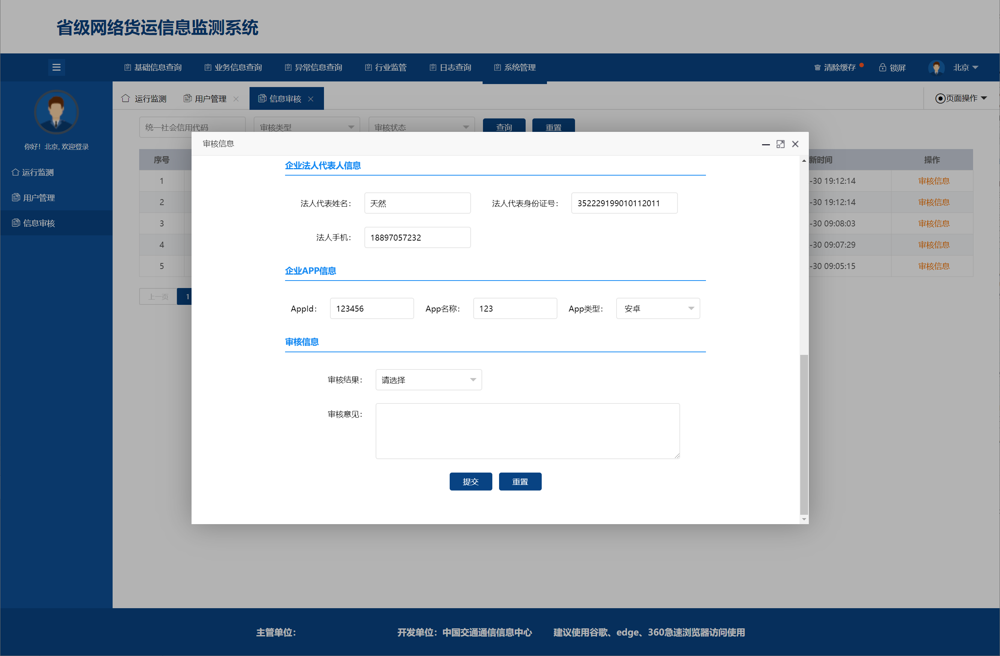 省级网络货运信息监测系统
基础信息查询 业务信息查询 异常信息查询 行业监管 日志查询 系统管理 清除缓存 锁屏 北京
运行监测 用户管理 信息审核 页面操作
你好！北京, 欢迎登录
运行监测
用户管理
信息审核
统一社会信用代码 审核类型 审核状态 查询 重置
序号 新时间 操作
1 -30 19:12:14 审核信息
2 -30 19:12:14 审核信息
3 -30 09:08:03 审核信息
4 -30 09:07:29 审核信息
5 -30 09:05:15 审核信息
上一页 1
审核信息
企业法人代表人信息
法人代表姓名： 天然 法人代表身份证号： 352229199010112011
法人手机： 18897057232
企业APP信息
AppId： 123456 App名称： 123 App类型： 安卓
审核信息
审核结果： 请选择
审核意见：
提交 重置
主管单位： 开发单位：中国交通通信信息中心 建议使用谷歌、edge、360急速浏览器访问使用